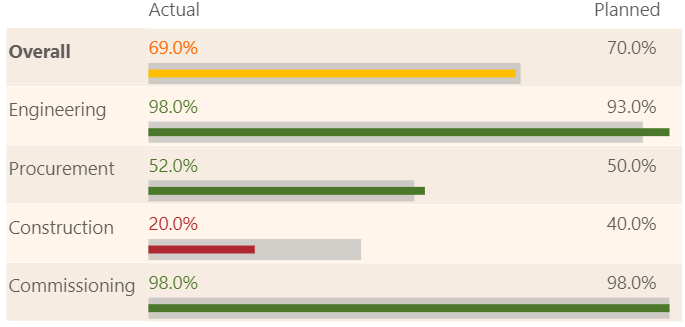 Actual Planned
Overall 69.0% 70.0%
Engineering 98.0% 93.0%
Procurement 52.0% 50.0%
Construction 20.0% 40.0%
Commissioning 98.0% 98.0%